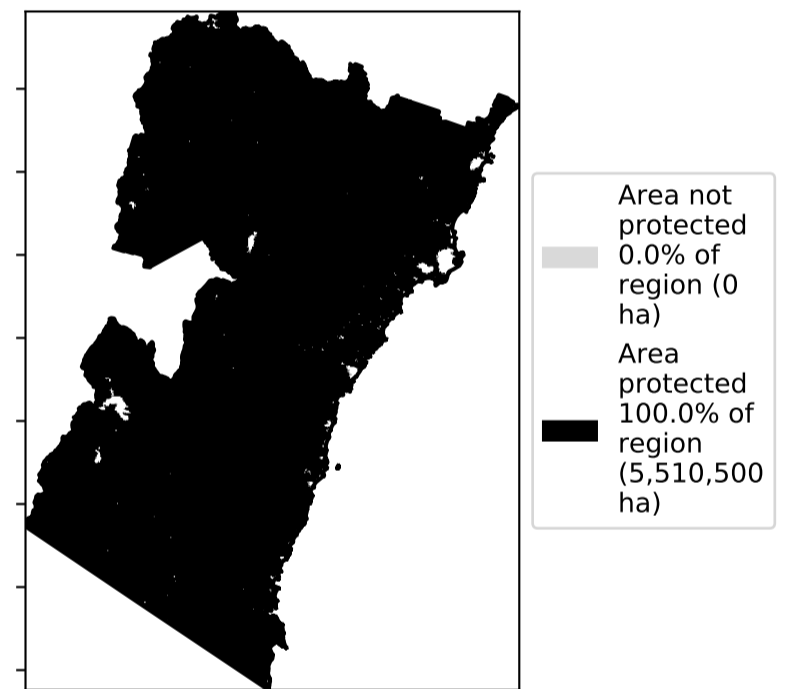 Area not
protected
0.0% of
region (0
ha)
Area
protected
100.0% of
region
(5,510,500
ha)